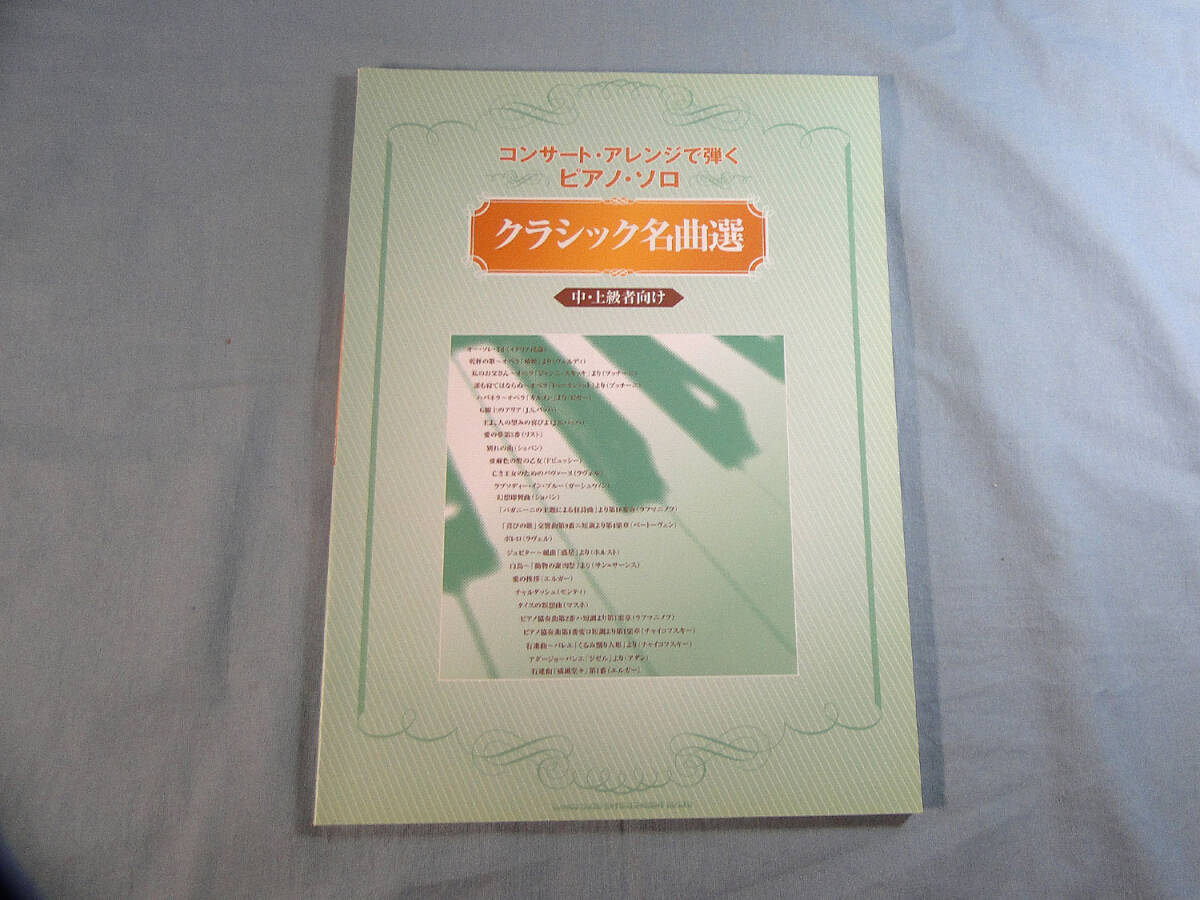 コンサート・アレンジで弾く
ピアノ・ソロ
クラシック名曲選
中・上級者向け
オー・ソレ・ミオ（イタリア民謡）
乾杯の歌〜オペラ「椿姫」より（ヴェルディ）
私のお父さん〜オペラ「ジャンニ・スキッキ」より（プッチーニ）
誰も寝てはならぬ〜オペラ「トゥーランドット」より（プッチーニ）
ハバネラ〜オペラ「カルメン」より（ビゼー）
G線上のアリア（J.S.バッハ）
主よ、人の望みの喜びよ（J.S.バッハ）
愛の夢第3番（リスト）
別れの曲（ショパン）
亜麻色の髪の乙女（ドビュッシー）
亡き王女のためのパヴァーヌ（ラヴェル）
ラプソディー・イン・ブルー（ガーシュウィン）
幻想即興曲（ショパン）
「パガニーニの主題による狂詩曲」より第18変奏（ラフマニノフ）
「喜びの歌」交響曲第9番ニ短調より第4楽章（ベートーヴェン）
ボレロ（ラヴェル）
ジュピター〜組曲「惑星」より（ホルスト）
白鳥〜「動物の謝肉祭」より（サン＝サーンス）
愛の挨拶（エルガー）
チャルダッシュ（モンティ）
タイスの瞑想曲（マスネ）
ピアノ協奏曲第2番ハ短調より第1楽章（ラフマニノフ）
ピアノ協奏曲第1番変ロ短調より第1楽章（チャイコフスキー）
行進曲〜バレエ「くるみ割り人形」より（チャイコフスキー）
アダージョ〜バレエ「ジゼル」より（アダン）
行進曲「威風堂々」第1番（エルガー）